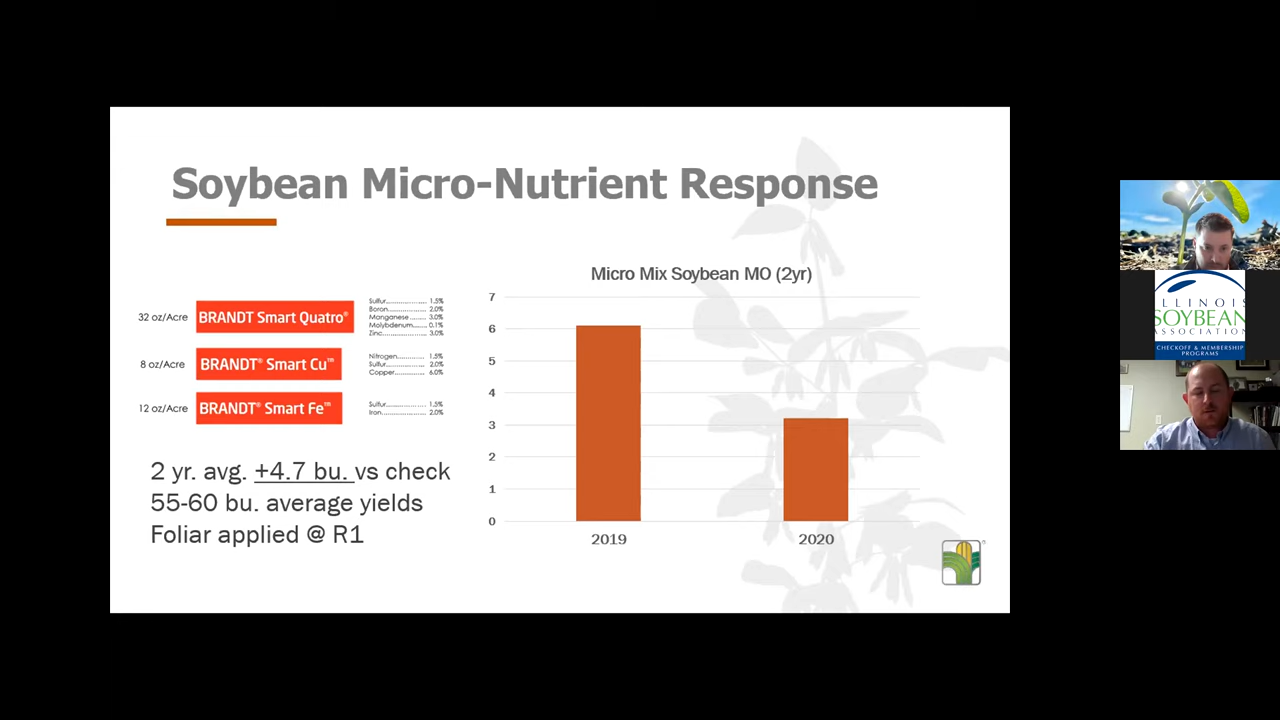 Soybean Micro-Nutrient Response
32 oz/Acre BRANDT Smart Quatro®
Sulfur..................... 1.5%
Boron..................... 2.0%
Manganese ........ 3.0%
Molybdenum....... 0.1%
Zinc........................ 3.0%
8 oz/Acre BRANDT® Smart Cu™
Nitrogen................ 1.5%
Sulfur..................... 2.0%
Copper.................. 6.0%
12 oz/Acre BRANDT® Smart Fe™
Sulfur..................... 1.5%
Iron........................ 2.0%
2 yr. avg. +4.7 bu. vs check
55-60 bu. average yields
Foliar applied @ R1
Micro Mix Soybean MO (2yr)
7
6
5
4
3
2
1
0
2019 2020
ILLINOIS
SOYBEAN
ASSOCIATION
CHECKOFF & MEMBERSHIP
PROGRAMS